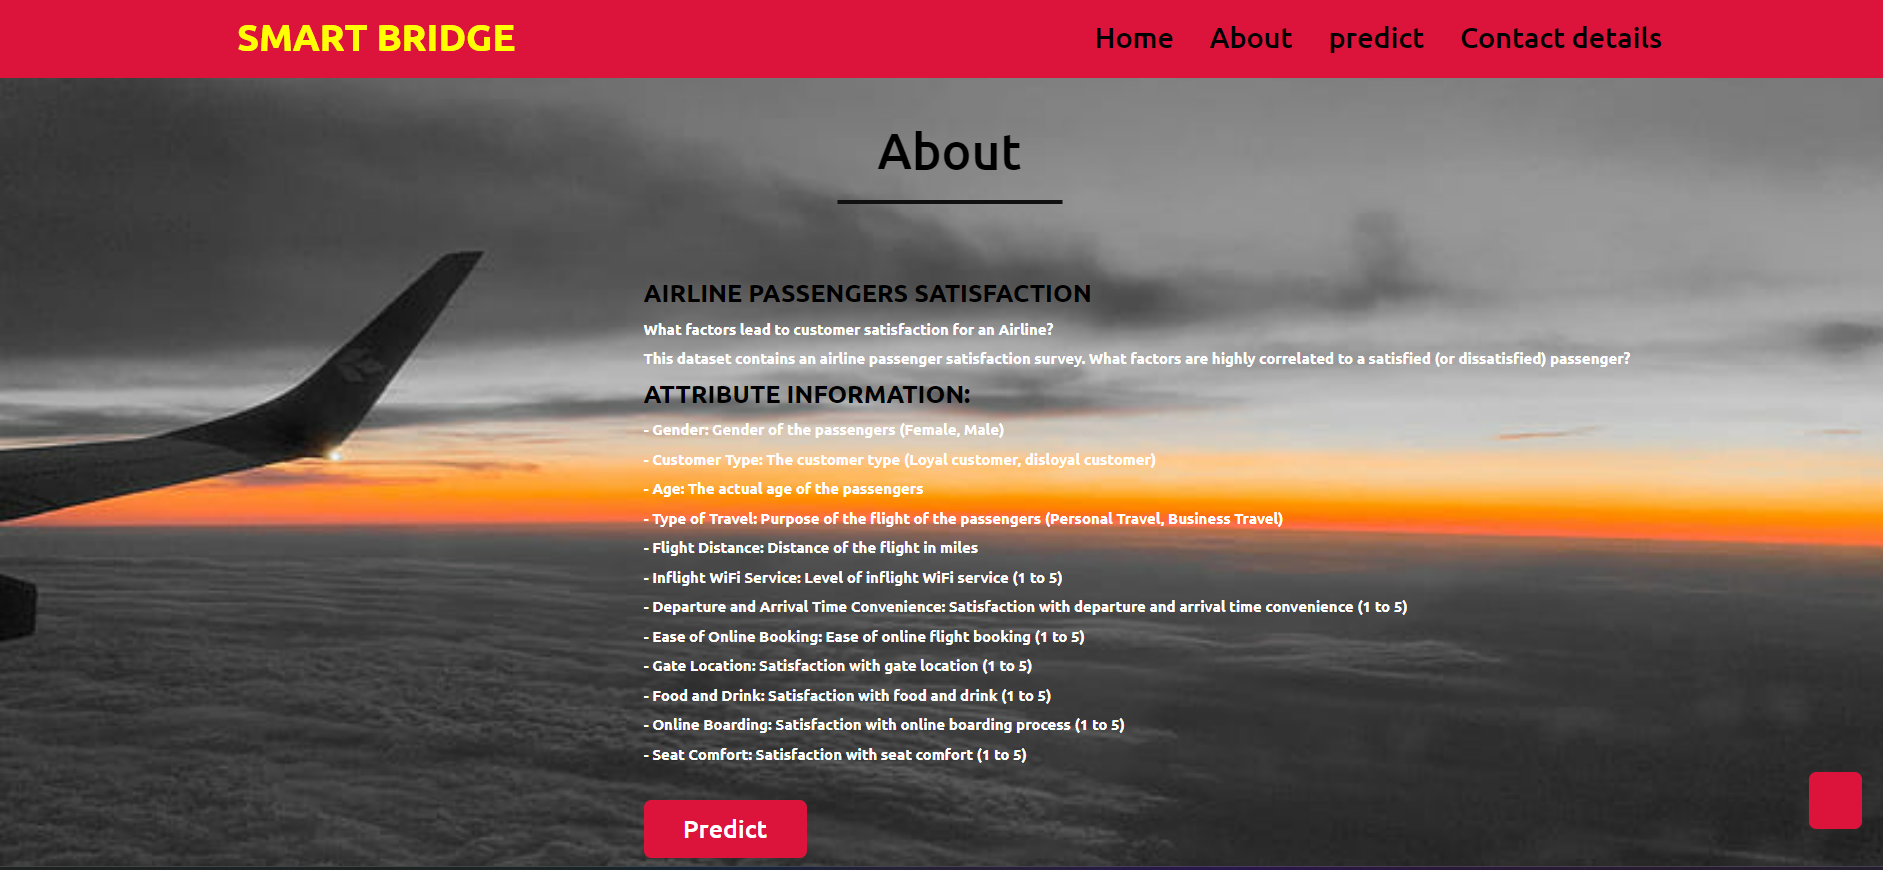 SMART BRIDGE
Home About predict Contact details
About
AIRLINE PASSENGERS SATISFACTION
What factors lead to customer satisfaction for an Airline?
This dataset contains an airline passenger satisfaction survey. What factors are highly correlated to a satisfied (or dissatisfied) passenger?
ATTRIBUTE INFORMATION:
- Gender: Gender of the passengers (Female, Male)
- Customer Type: The customer type (Loyal customer, disloyal customer)
- Age: The actual age of the passengers
- Type of Travel: Purpose of the flight of the passengers (Personal Travel, Business Travel)
- Flight Distance: Distance of the flight in miles
- Inflight WiFi Service: Level of inflight WiFi service (1 to 5)
- Departure and Arrival Time Convenience: Satisfaction with departure and arrival time convenience (1 to 5)
- Ease of Online Booking: Ease of online flight booking (1 to 5)
- Gate Location: Satisfaction with gate location (1 to 5)
- Food and Drink: Satisfaction with food and drink (1 to 5)
- Online Boarding: Satisfaction with online boarding process (1 to 5)
- Seat Comfort: Satisfaction with seat comfort (1 to 5)
Predict